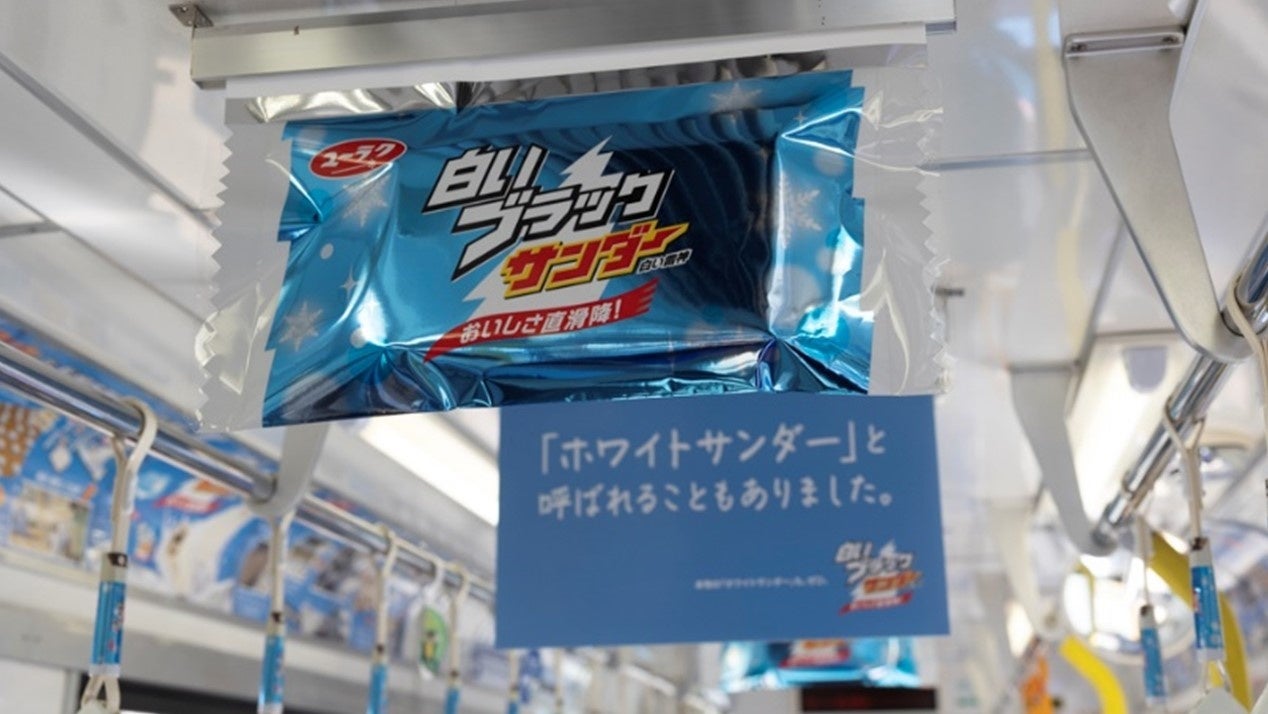 ユーラク
白い
ブラック
サンダー
白い雷神
おいしさ直滑降!
「ホワイトサンダー」と
呼ばれることもありました。
白い
ブラック
サンダー